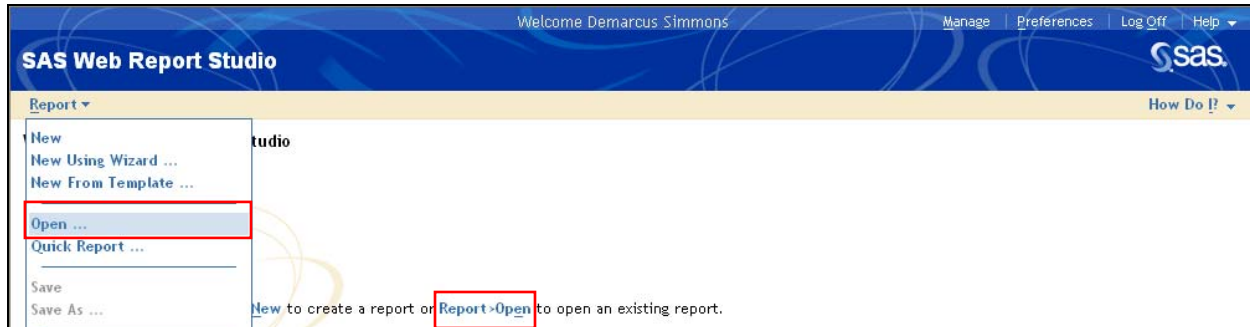 Welcome Demarcus Simmons
Manage | Preferences | Log Off | Help
SAS Web Report Studio
sas.
Report
How Do I?
New
tudio
New Using Wizard ...
New From Template ...
Open ...
Quick Report ...
Save
Save As ...
New to create a report or Report>Open to open an existing report.